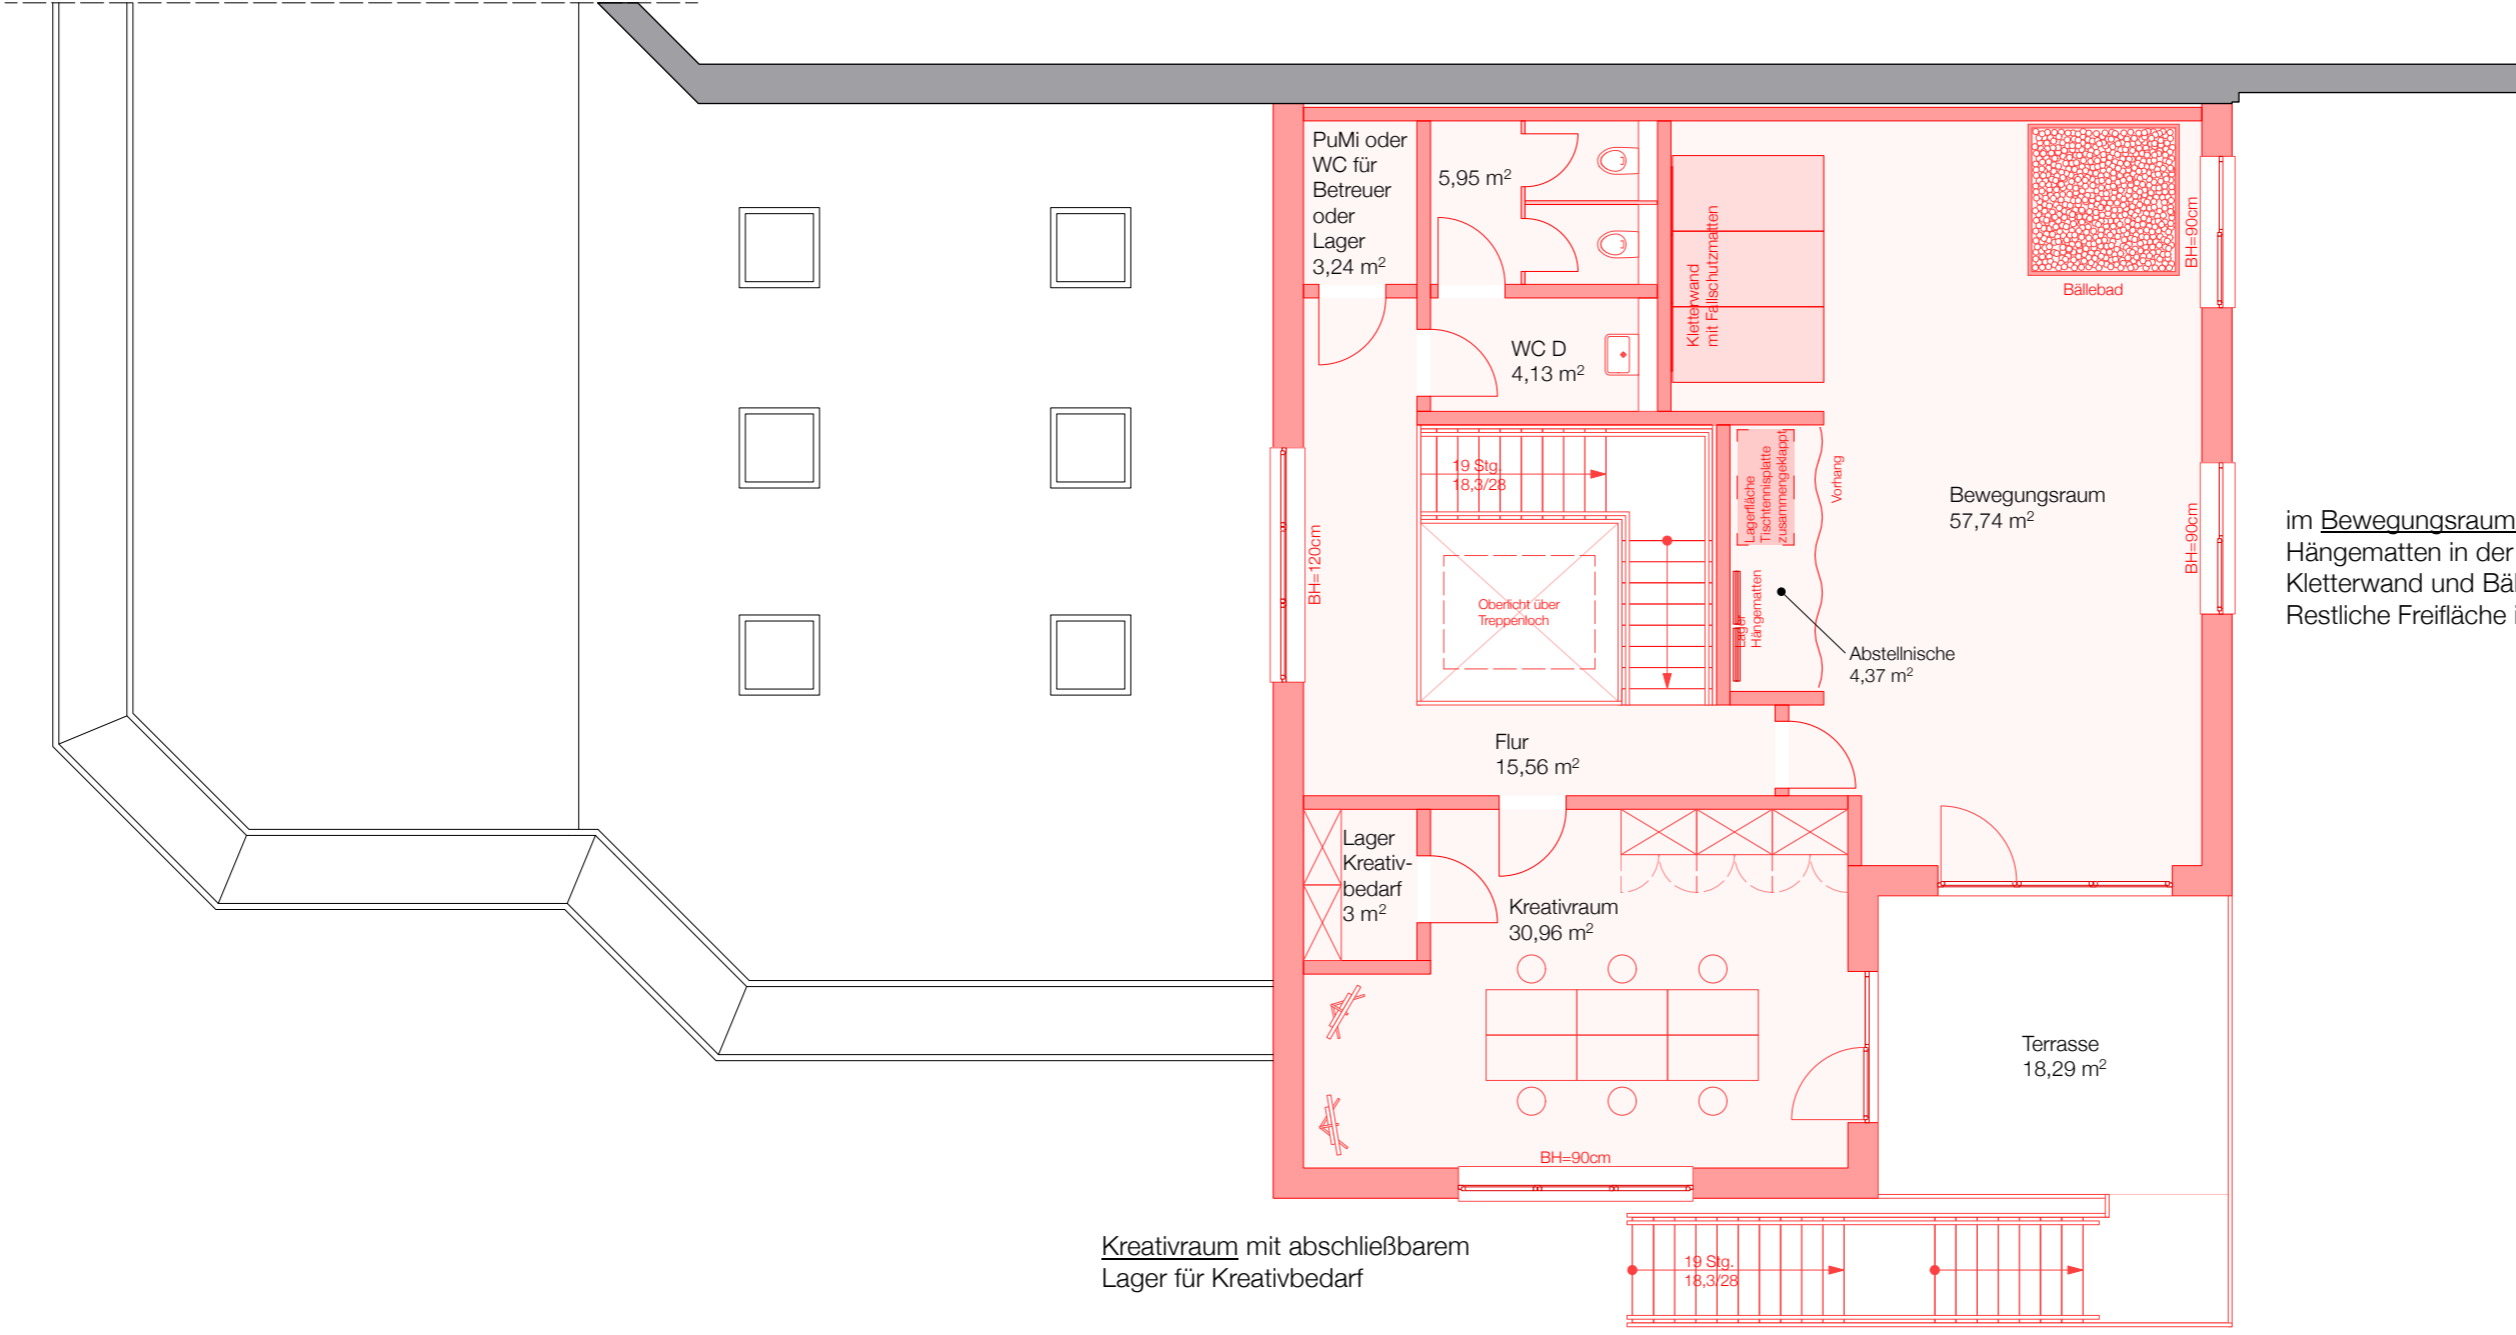 PuMi oder
WC für
Betreuer
oder
Lager
3,24 m²
5,95 m²
WC D
4,13 m²
Kletterwand
mit Fallschutzmatten
Bällebad
BH=90cm
19 Stg.
18,3/28
Lagerfläche
Tischtennisplatte
zusammengeklappt
Vorhang
Bewegungsraum
57,74 m²
BH=90cm
im Bewegungsraum
Hängematten in der
Kletterwand und Bäl
Restliche Freifläche i
BH=120cm
Oberlicht über
Treppenloch
Lager
Hängematten
Abstellnische
4,37 m²
Flur
15,56 m²
Lager
Kreativ-
bedarf
3 m²
Kreativraum
30,96 m²
Terrasse
18,29 m²
BH=90cm
Kreativraum mit abschließbarem
Lager für Kreativbedarf
19 Stg.
18,3/28